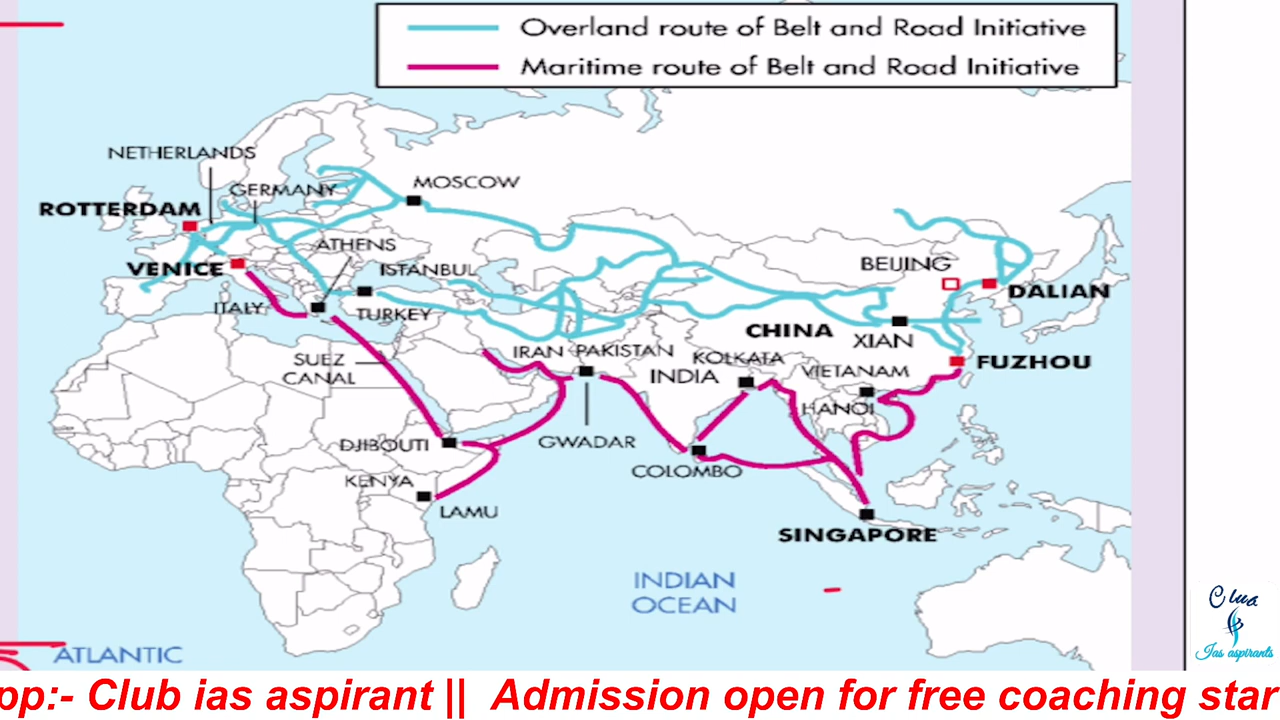 Overland route of Belt and Road Initiative
Maritime route of Belt and Road Initiative
NETHERLANDS
GERMANY
MOSCOW
ROTTERDAM
ATHENS
VENICE
ISTANBUL
BEIJING
DALIAN
ITALY
TURKEY
CHINA
XIAN
SUEZ
CANAL
IRAN
PAKISTAN
KOLKATA
FUZHOU
INDIA
VIETANAM
HANOI
DJIBOUTI
GWADAR
COLOMBO
KENYA
LAMU
SINGAPORE
INDIAN
OCEAN
ATLANTIC
Clua
Ias aspirants
pp:- Club ias aspirant || Admission open for free coaching star